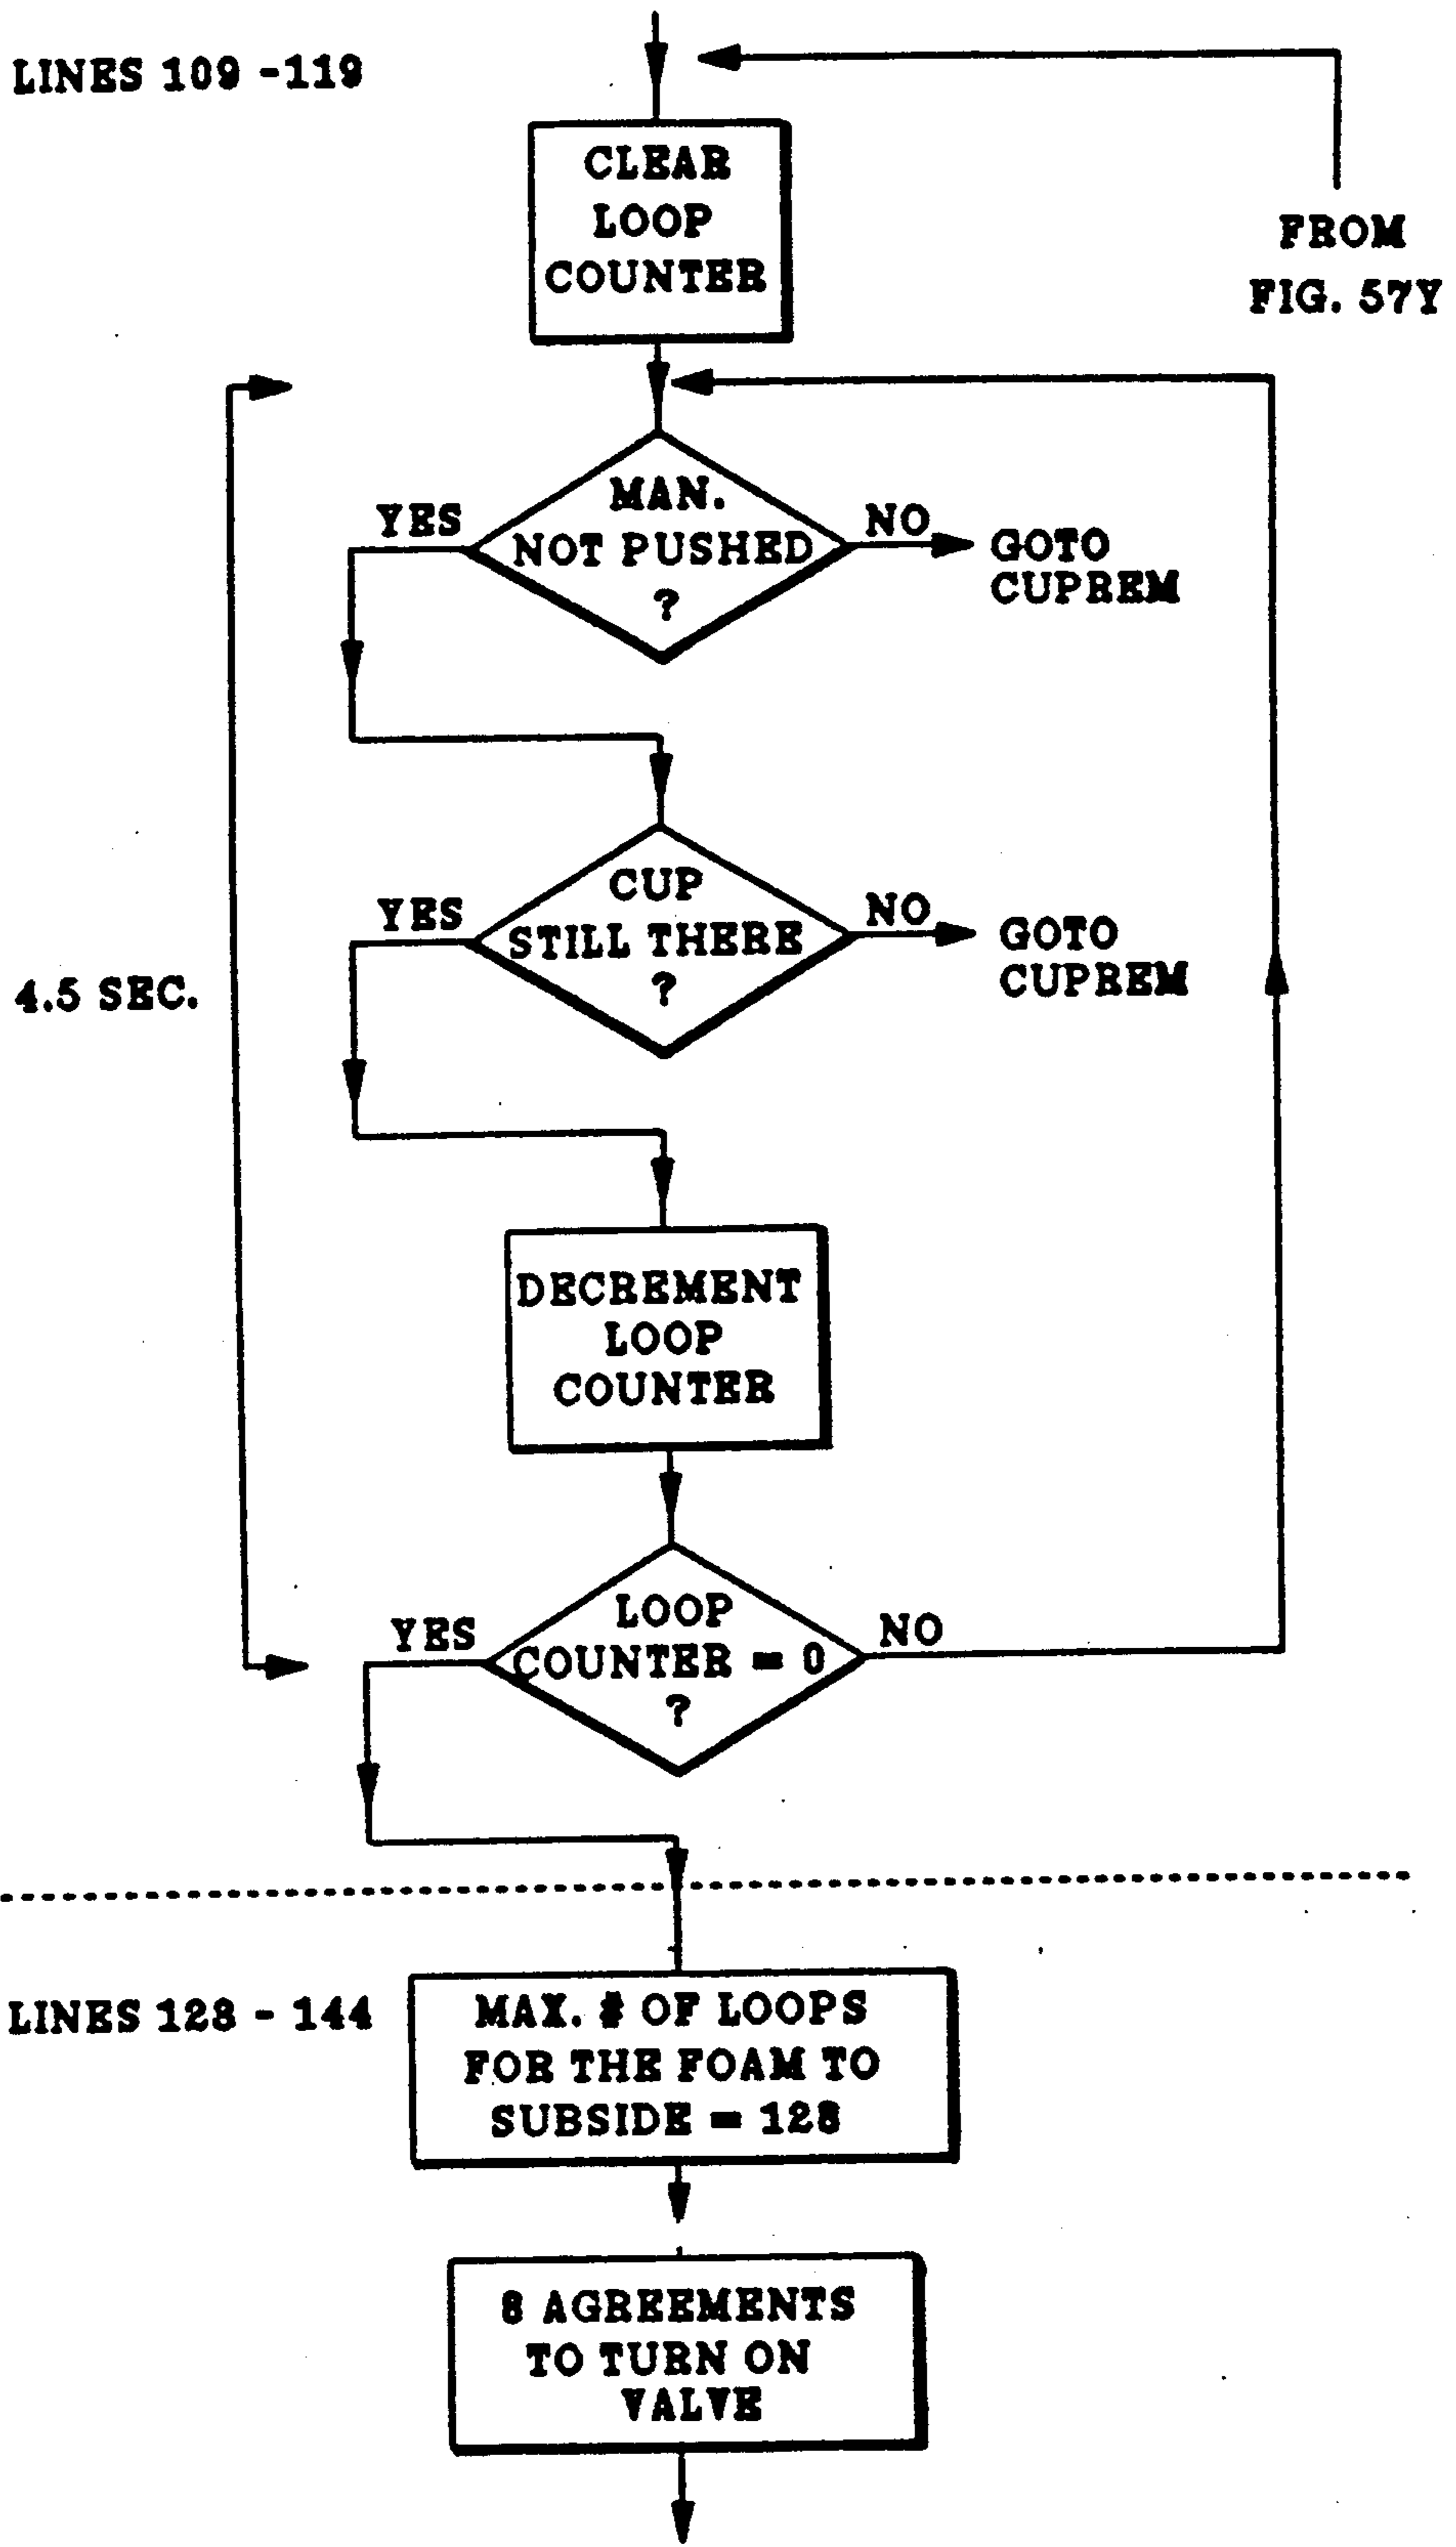 LINES 109 -119
CLEAR
LOOP
COUNTER
FROM
FIG. 57Y
MAN.
NOT PUSHED
?
YES
NO
GOTO
CUPREM
CUP
STILL THERE
?
YES
NO
GOTO
CUPREM
4.5 SEC.
DECREMENT
LOOP
COUNTER
LOOP
COUNTER = 0
?
YES
NO
LINES 128 - 144
MAX. # OF LOOPS
FOR THE FOAM TO
SUBSIDE = 128
8 AGREEMENTS
TO TURN ON
VALVE